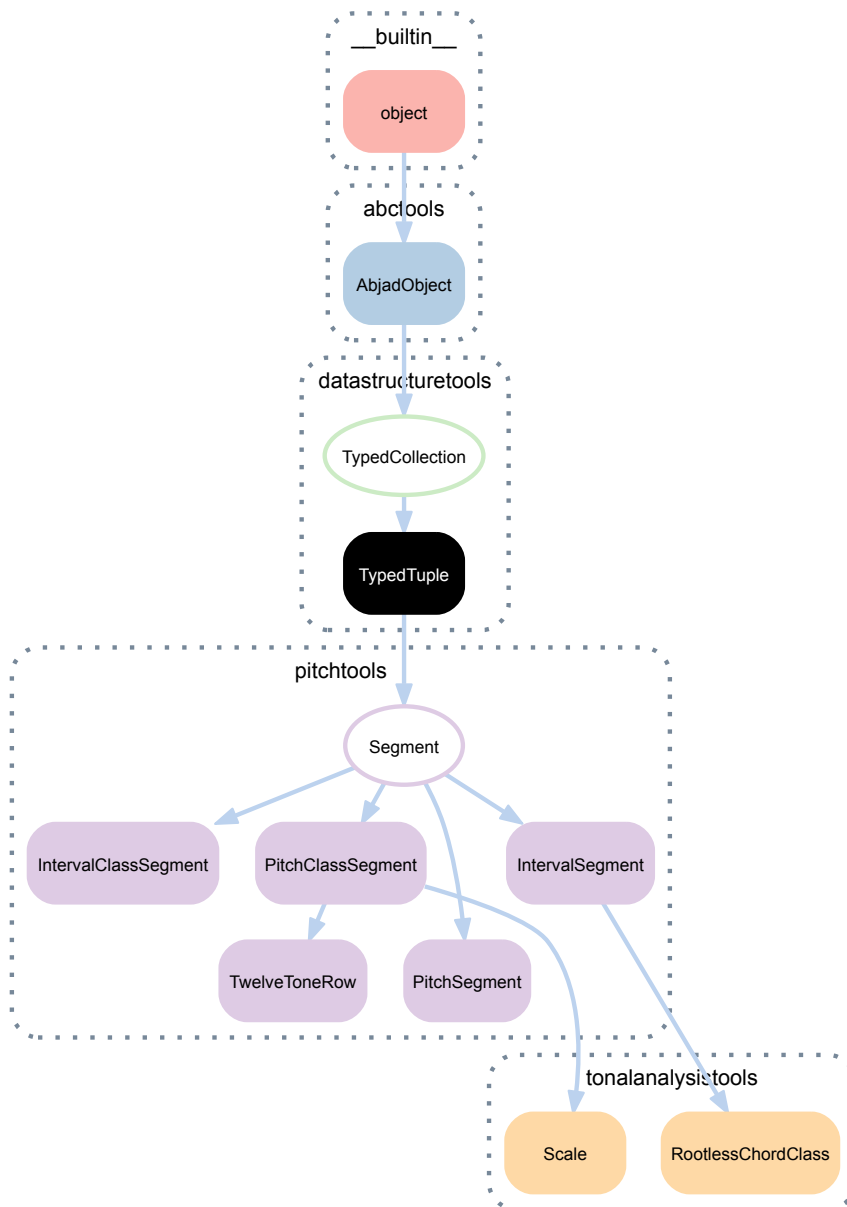 __builtin__
object
abctools
AbjadObject
datastructuretools
TypedCollection
TypedTuple
pitchtools
Segment
IntervalClassSegment
PitchClassSegment
IntervalSegment
TwelveToneRow
PitchSegment
tonalanalysistools
Scale
RootlessChordClass